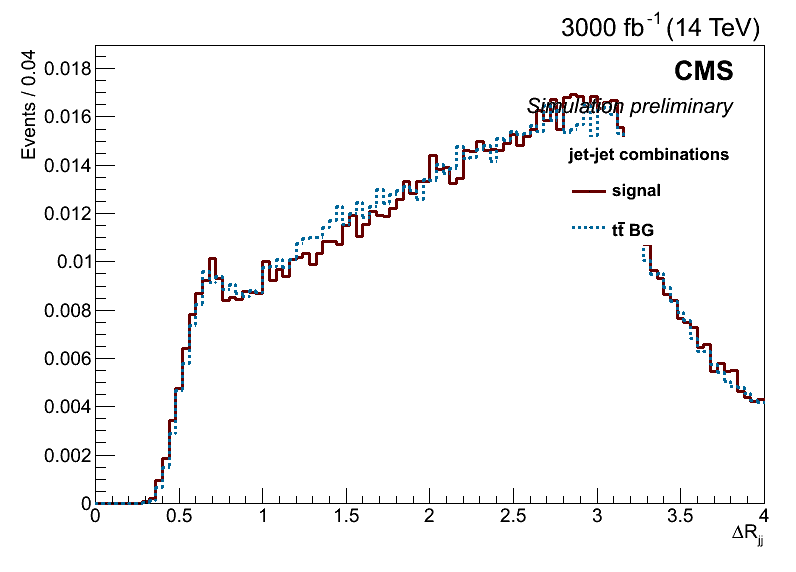 3000 fb⁻¹ (14 TeV)
Events / 0.04
CMS
Simulation preliminary
jet-jet combinations
signal
tt̄ BG
0.018
0.016
0.014
0.012
0.01
0.008
0.006
0.004
0.002
0
0 0.5 1 1.5 2 2.5 3 3.5 4
ΔR_jj